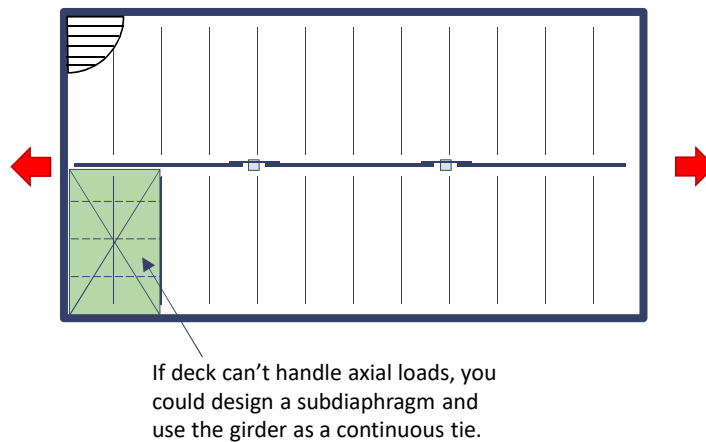 If deck can't handle axial loads, you
could design a subdiaphragm and
use the girder as a continuous tie.